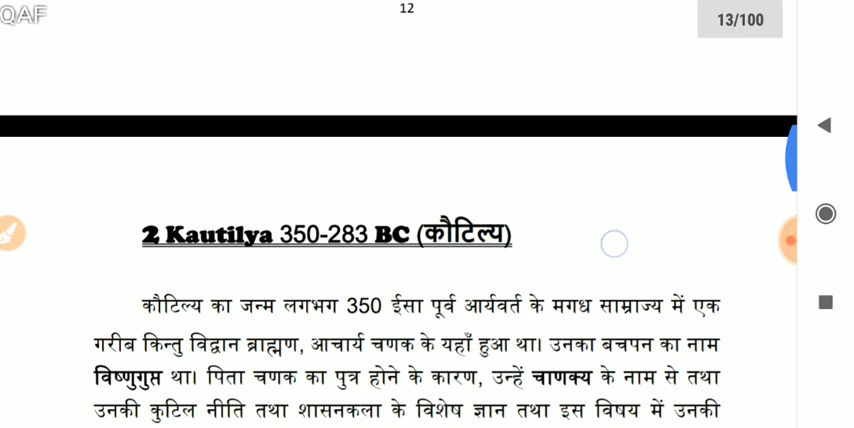 QAF
12
13/100
2 Kautilya 350-283 BC (कौटिल्य)
कौटिल्य का जन्म लगभग 350 ईसा पूर्व आर्यवर्त के मगध साम्राज्य में एक
गरीब किन्तु विद्वान ब्राह्मण, आचार्य चणक के यहाँ हुआ था। उनका बचपन का नाम
विष्णुगुप्त था। पिता चणक का पुत्र होने के कारण, उन्हें चाणक्य के नाम से तथा
उनकी कुटिल नीति तथा शासनकला के विशेष ज्ञान तथा इस विषय में उनकी